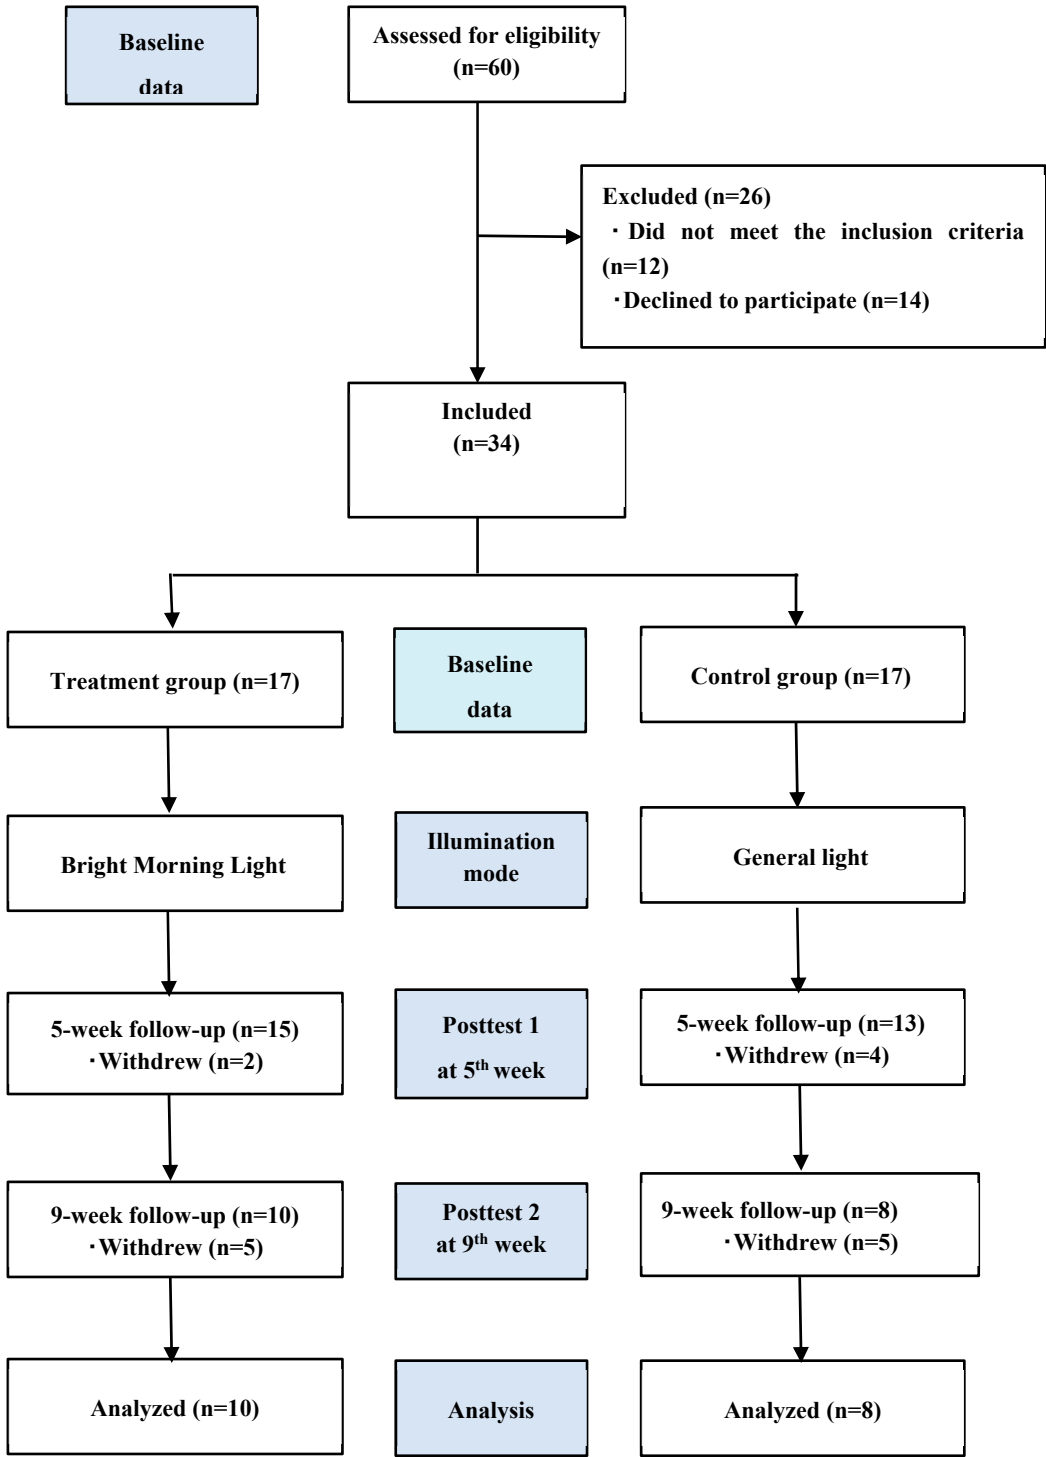 Baseline
data
Assessed for eligibility
(n=60)
Excluded (n=26)
· Did not meet the inclusion criteria
(n=12)
·Declined to participate (n=14)
Included
(n=34)
Treatment group (n=17)
Baseline
data
Control group (n=17)
Bright Morning Light
Illumination
mode
General light
5-week follow-up (n=15)
·Withdrew (n=2)
Posttest 1
at 5th week
5-week follow-up (n=13)
·Withdrew (n=4)
9-week follow-up (n=10)
·Withdrew (n=5)
Posttest 2
at 9th week
9-week follow-up (n=8)
·Withdrew (n=5)
Analyzed (n=10)
Analysis
Analyzed (n=8)